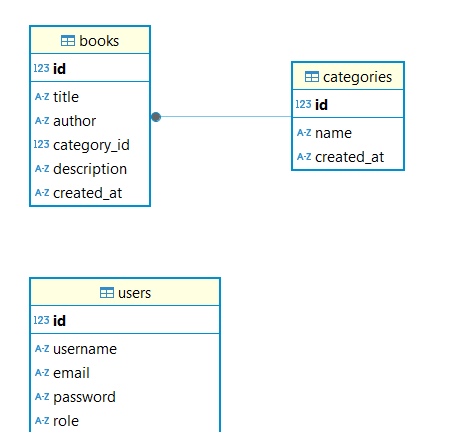 books
123 id
A-Z title
A-Z author
123 category_id
A-Z description
A-Z created_at
categories
123 id
A-Z name
A-Z created_at
users
123 id
A-Z username
A-Z email
A-Z password
A-Z role